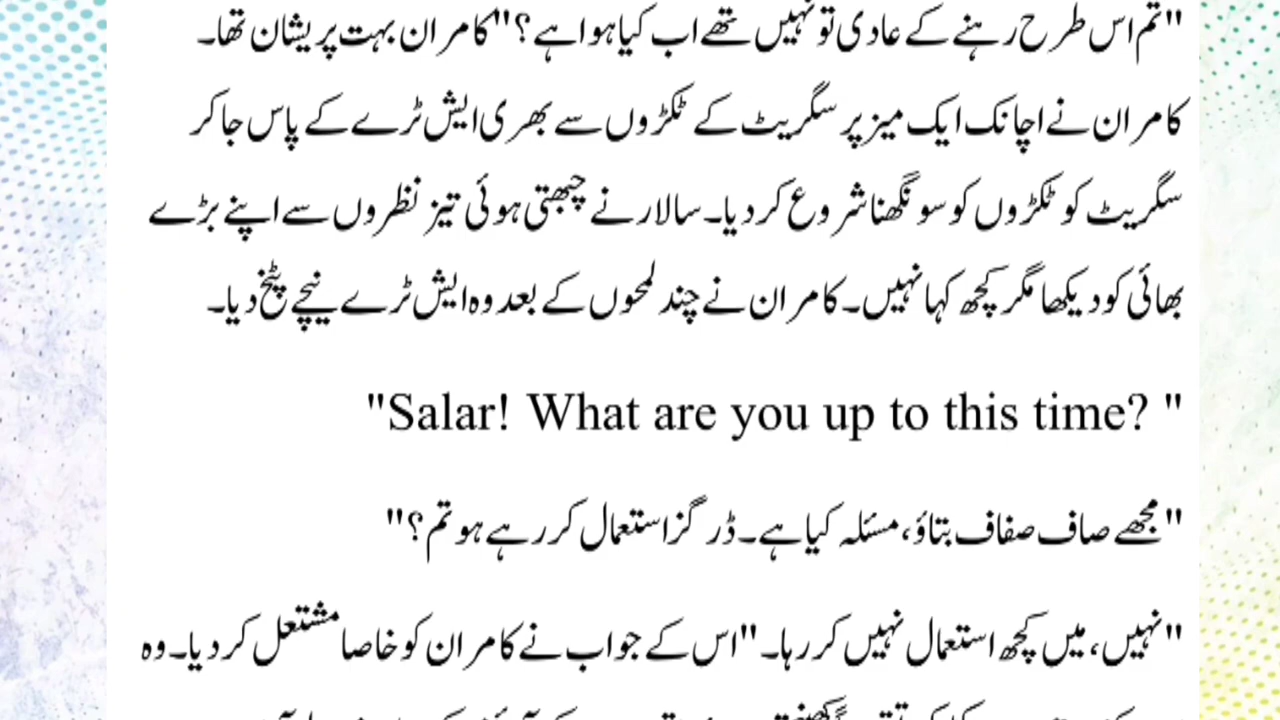 "تم اس طرح رہنے کے عادی تو نہیں تھے اب کیا ہوا ہے؟" کامران بہت پریشان تھا۔
کامران نے اچانک ایک میز پر سگریٹ کے ٹکڑوں سے بھری ایش ٹرے کے پاس جا کر
سگریٹ کو ٹکڑوں کو سونگھنا شروع کر دیا۔ سالار نے چبھتی ہوئی تیز نظروں سے اپنے بڑے
بھائی کو دیکھا مگر کچھ کہا نہیں۔ کامران نے چند لمحوں کے بعد وہ ایش ٹرے نیچے پٹخ دیا۔
"Salar! What are you up to this time? "
"مجھے صاف صفاف بتاؤ، مسئلہ کیا ہے۔ ڈرگز استعمال کر رہے ہو تم؟"
"نہیں، میں کچھ استعمال نہیں کر رہا۔" اس کے جواب نے کامران کو خاصا مشتعل کر دیا۔ وہ